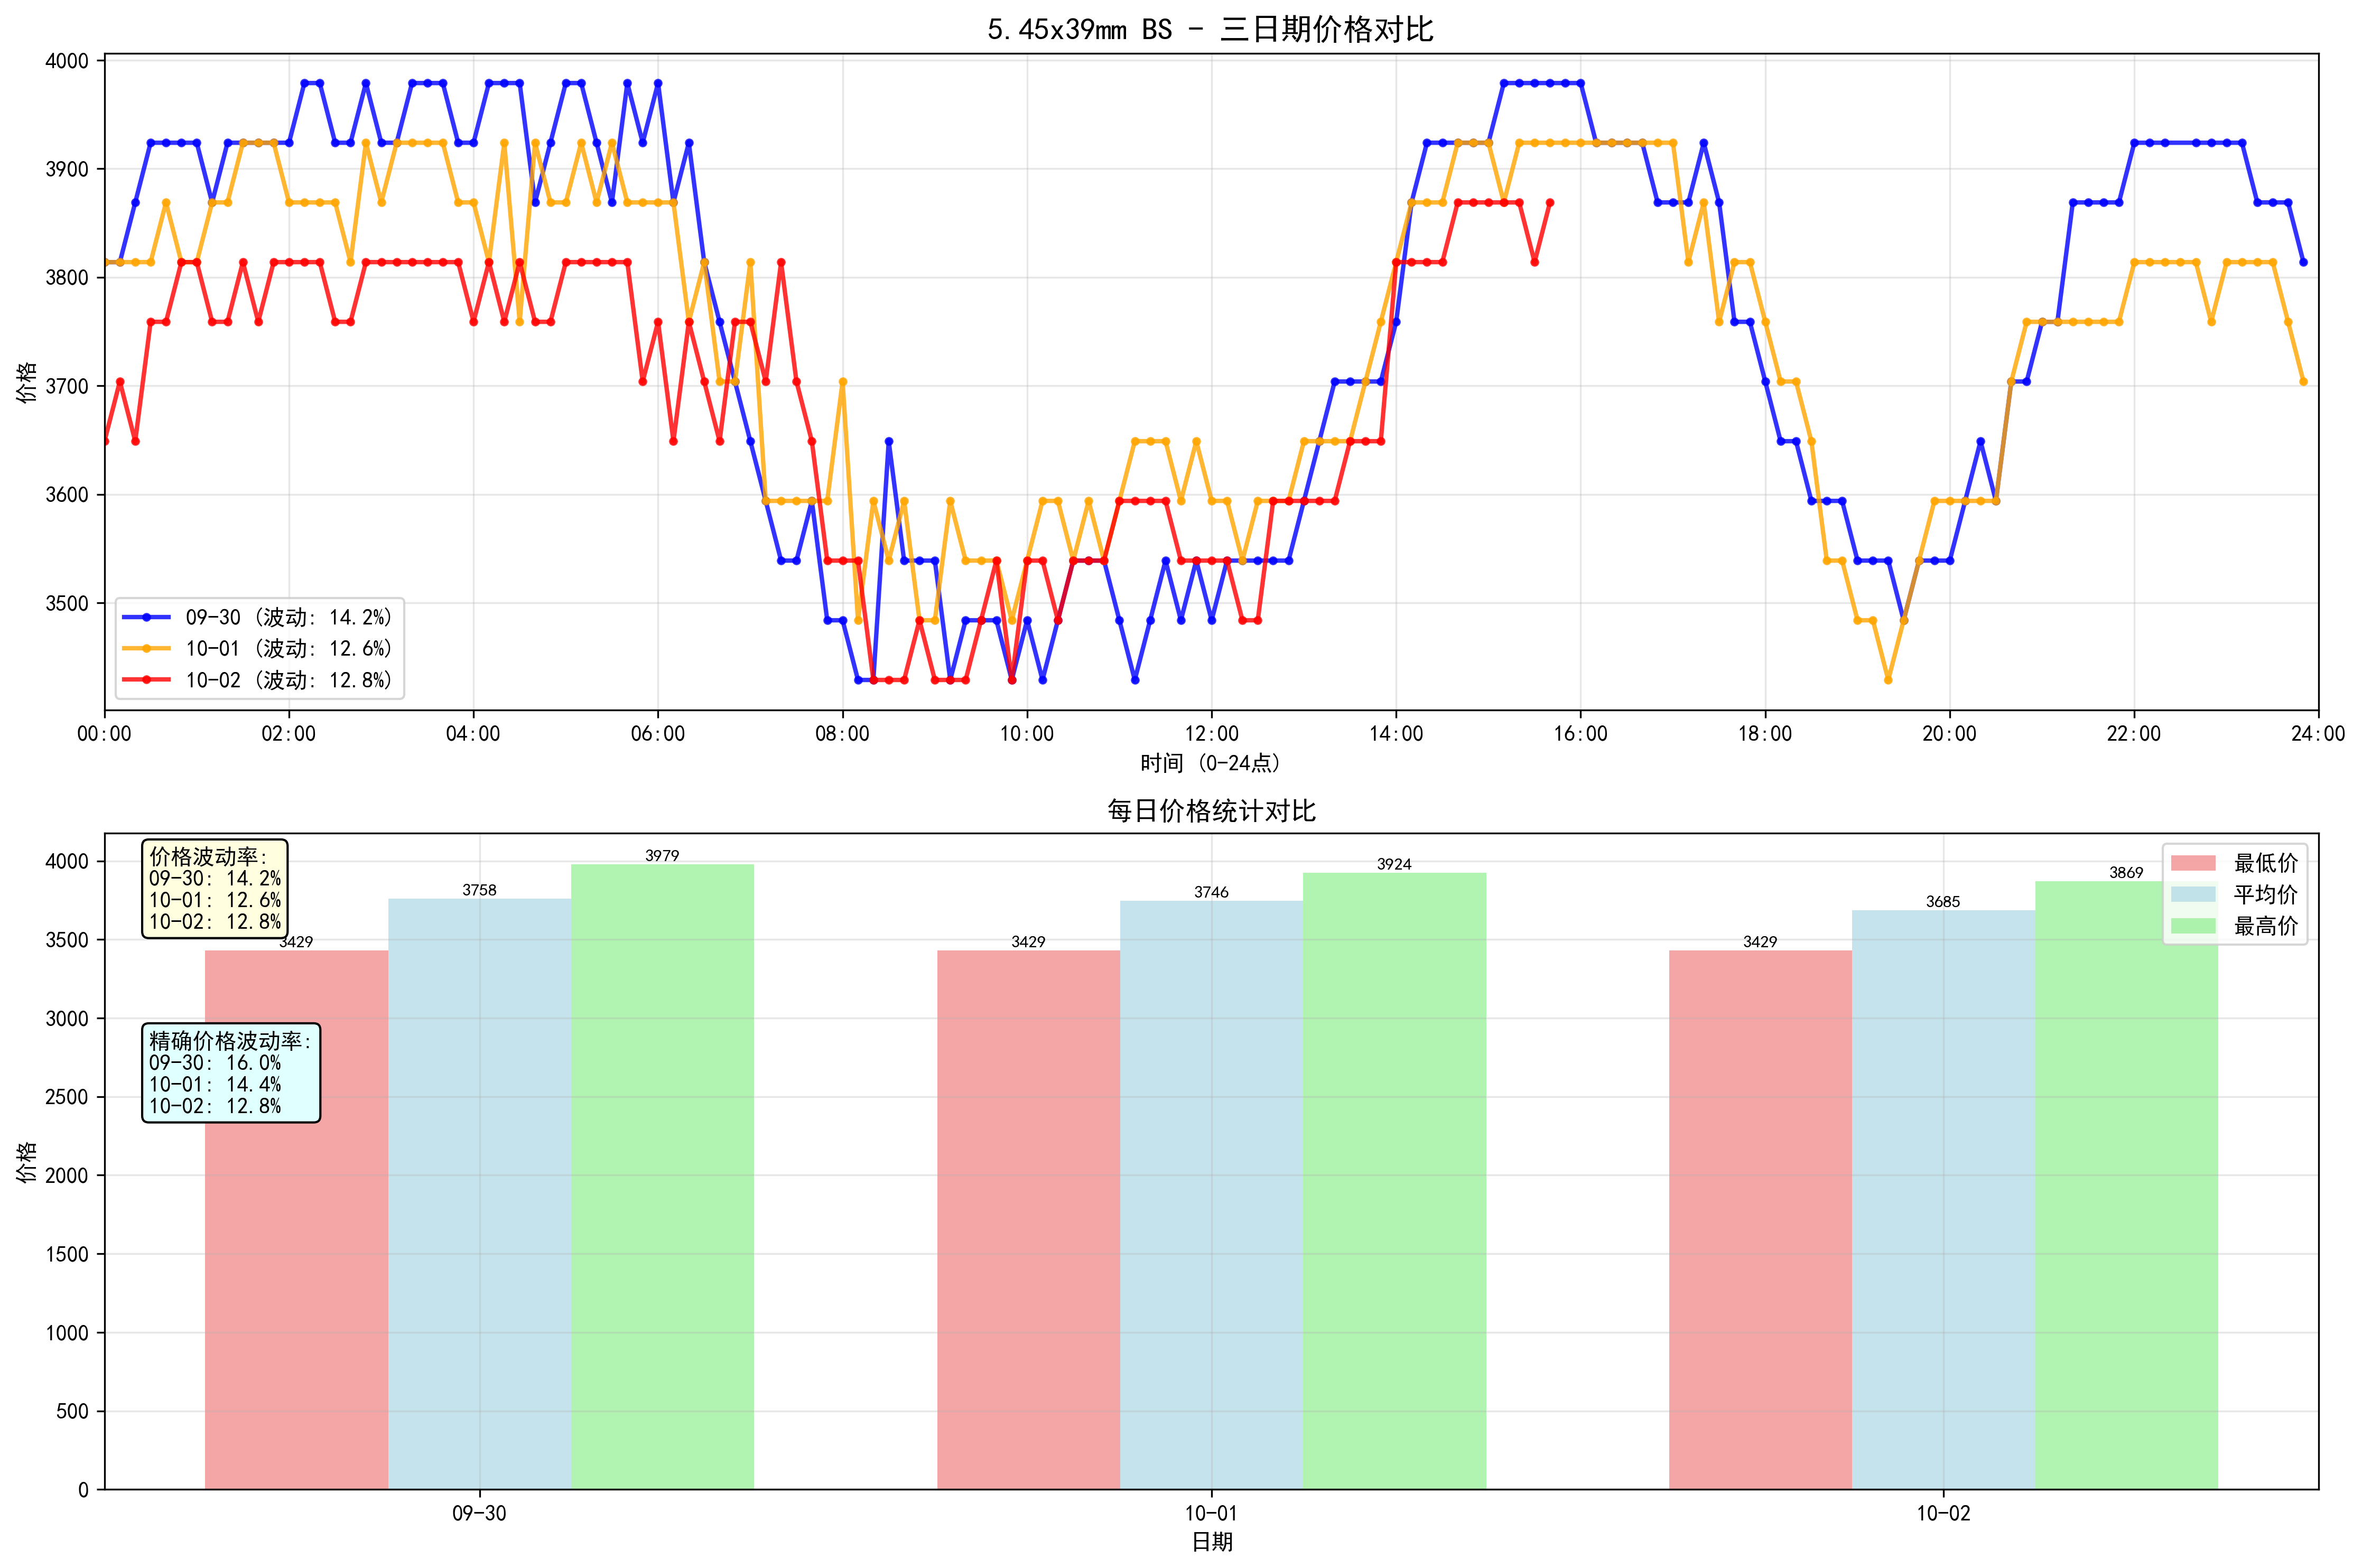 5.45x39mm BS - 三日期价格对比
价格
4000
3900
3800
3700
3600
3500
09-30 (波动: 14.2%)
10-01 (波动: 12.6%)
10-02 (波动: 12.8%)
00:00 02:00 04:00 06:00 08:00 10:00 12:00 14:00 16:00 18:00 20:00 22:00 24:00
时间 (0-24点)
每日价格统计对比
价格
4000
3500
3000
2500
2000
1500
1000
500
0
价格波动率:
09-30: 14.2%
10-01: 12.6%
10-02: 12.8%
精确价格波动率:
09-30: 16.0%
10-01: 14.4%
10-02: 12.8%
3429 3758 3979
3429 3746 3924
3429 3685 3869
最低价
平均价
最高价
09-30 10-01 10-02
日期